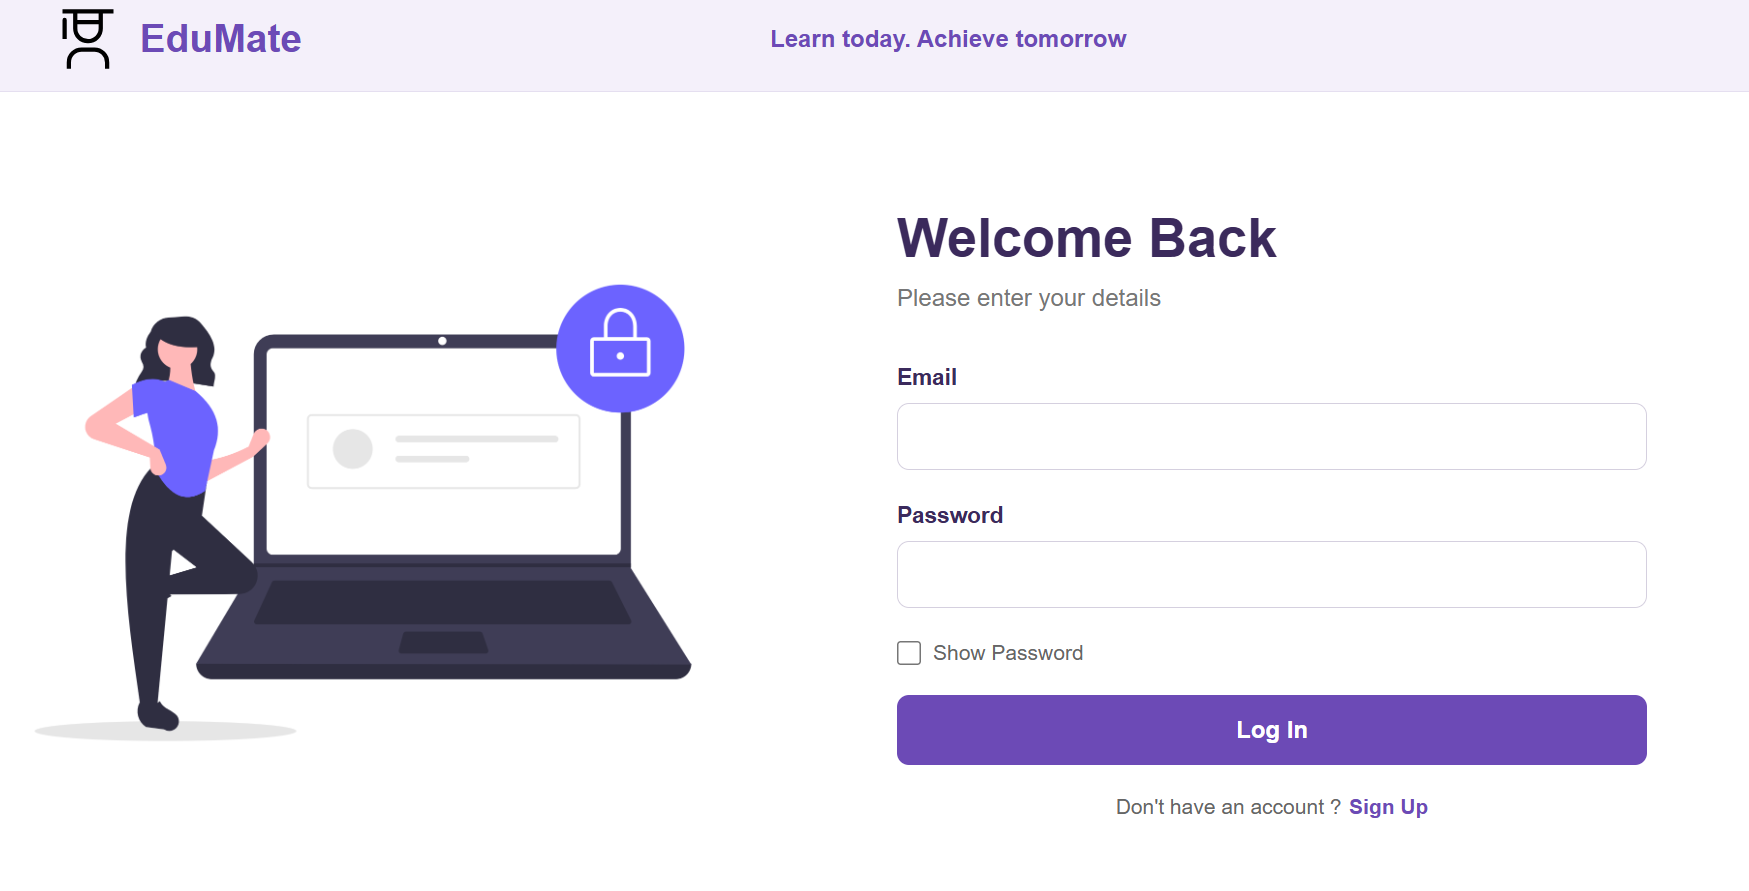 EduMate
Learn today. Achieve tomorrow
Welcome Back
Please enter your details
Email
Password
Show Password
Log In
Don't have an account ? Sign Up